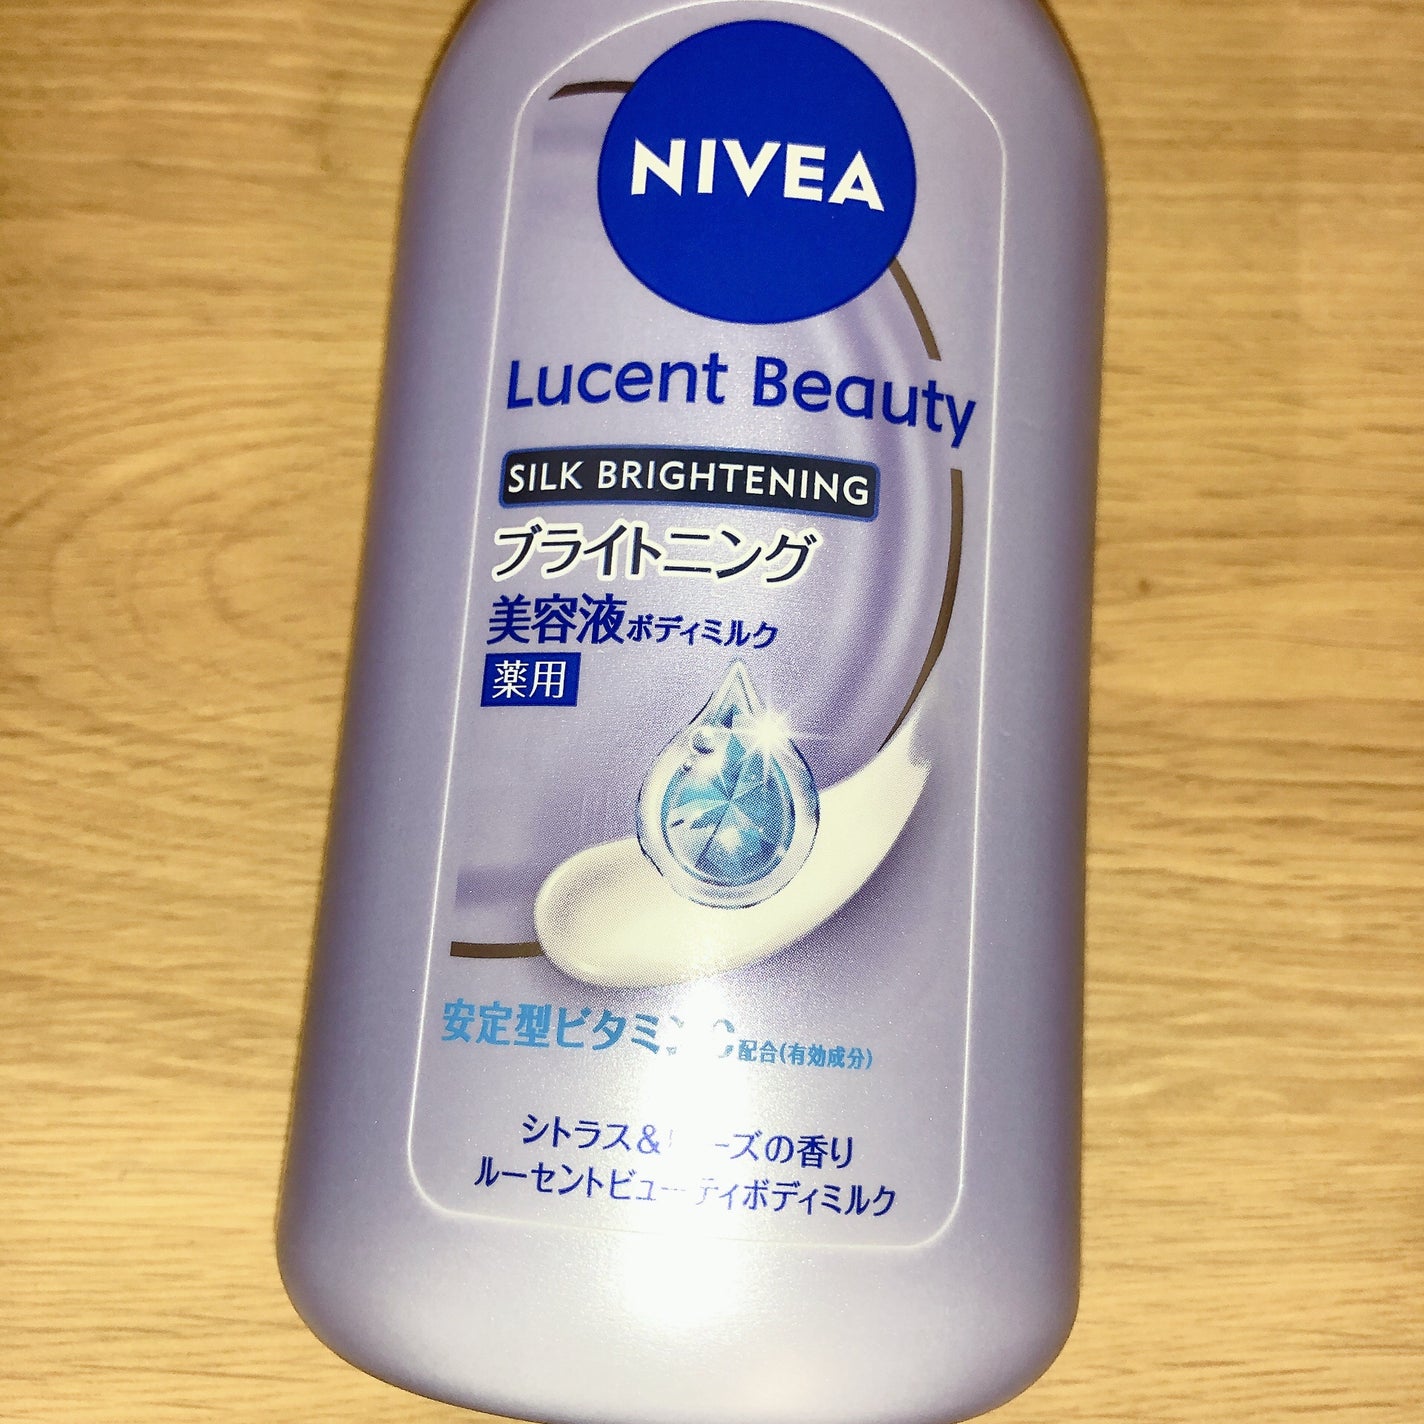 NIVEA
Lucent Beauty
SILK BRIGHTENING
ブライトニング
美容液ボディミルク
薬用
安定型ビタミンC配合(有効成分)
シトラス& の香り
ルーセントビューティボディミルク